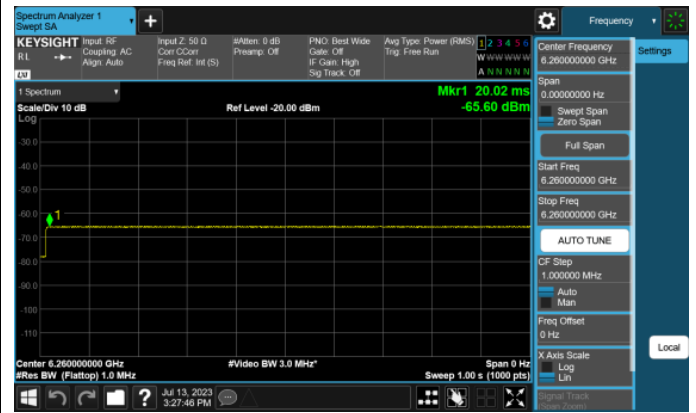 Spectrum Analyzer 1
Swept SA
Frequency
KEYSIGHT
RL
LXI
Input: RF
Coupling: AC
Align: Auto
Input Z: 50 Ω
Corr CCorr
Freq Ref: Int (S)
#Atten: 0 dB
Preamp: Off
PNO: Best Wide
Gate: Off
IF Gain: High
Sig Track: Off
Avg Type: Power (RMS)
Trig: Free Run
1 2 3 4 5 6
W W W W W W
A N N N N N
1 Spectrum
Scale/Div 10 dB
Ref Level -20.00 dBm
Mkr1 20.02 ms
-65.60 dBm
Log
-30.0
-40.0
-50.0
-60.0
-70.0
-80.0
-90.0
-100
-110
1
Center 6.260000000 GHz
#Video BW 3.0 MHz*
Span 0 Hz
#Res BW (Flattop) 1.0 MHz
Sweep 1.00 s (1000 pts)
Jul 13, 2023
3:27:46 PM
Center Frequency
6.260000000 GHz
Span
0.00000000 Hz
Swept Span
Zero Span
Full Span
Start Freq
6.260000000 GHz
Stop Freq
6.260000000 GHz
AUTO TUNE
CF Step
1.000000 MHz
Auto
Man
Freq Offset
0 Hz
X Axis Scale
Log
Lin
Signal Track
(Span Zoom)
Settings
Local